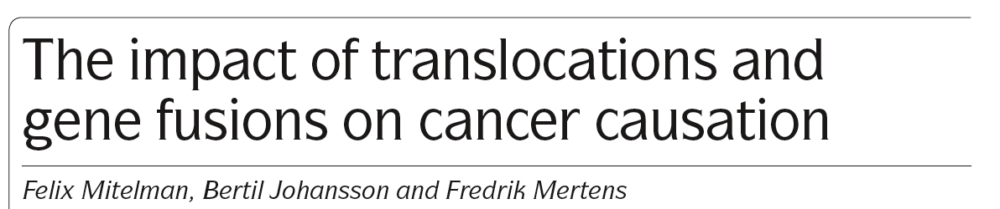 The impact of translocations and
gene fusions on cancer causation
Felix Mitelman, Bertil Johansson and Fredrik Mertens